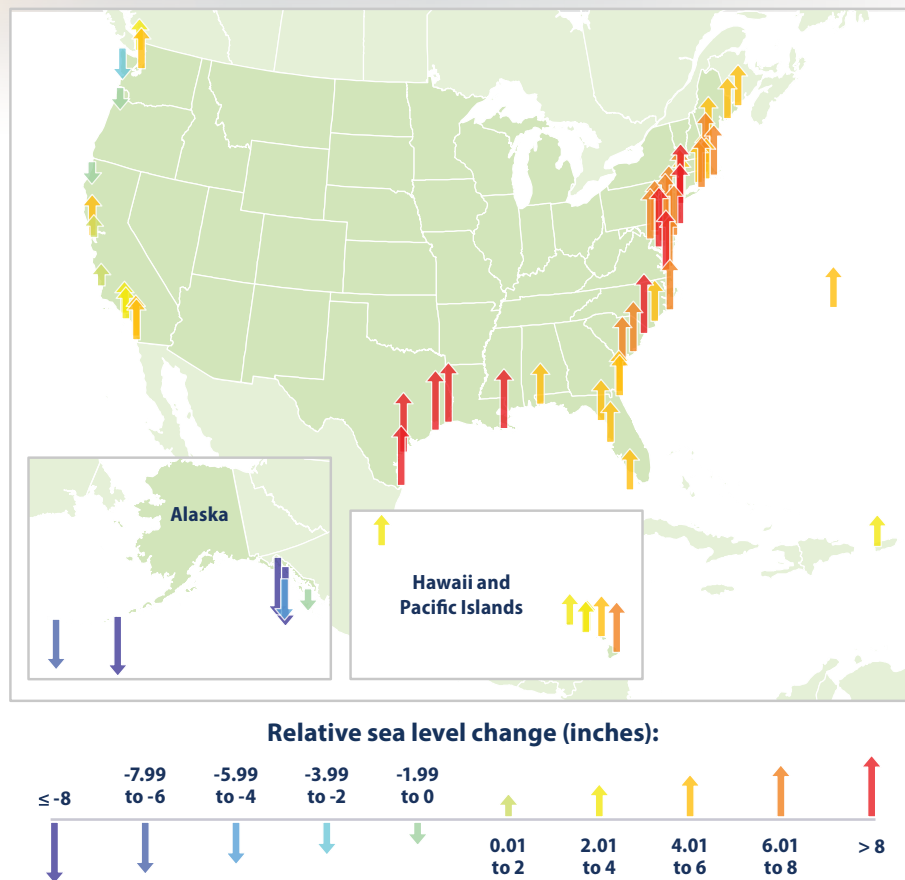 Alaska
Hawaii and
Pacific Islands
Relative sea level change (inches):
≤ -8
-7.99
to -6
-5.99
to -4
-3.99
to -2
-1.99
to 0
0.01
to 2
2.01
to 4
4.01
to 6
6.01
to 8
> 8